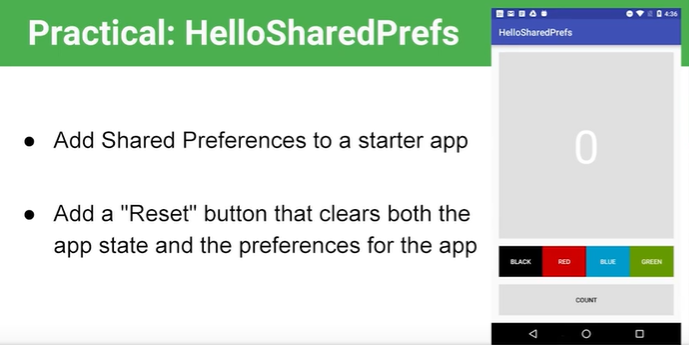 Practical: HelloSharedPrefs
● Add Shared Preferences to a starter app
● Add a "Reset" button that clears both the
app state and the preferences for the app
4:36
HelloSharedPrefs
0
BLACK RED BLUE GREEN
COUNT